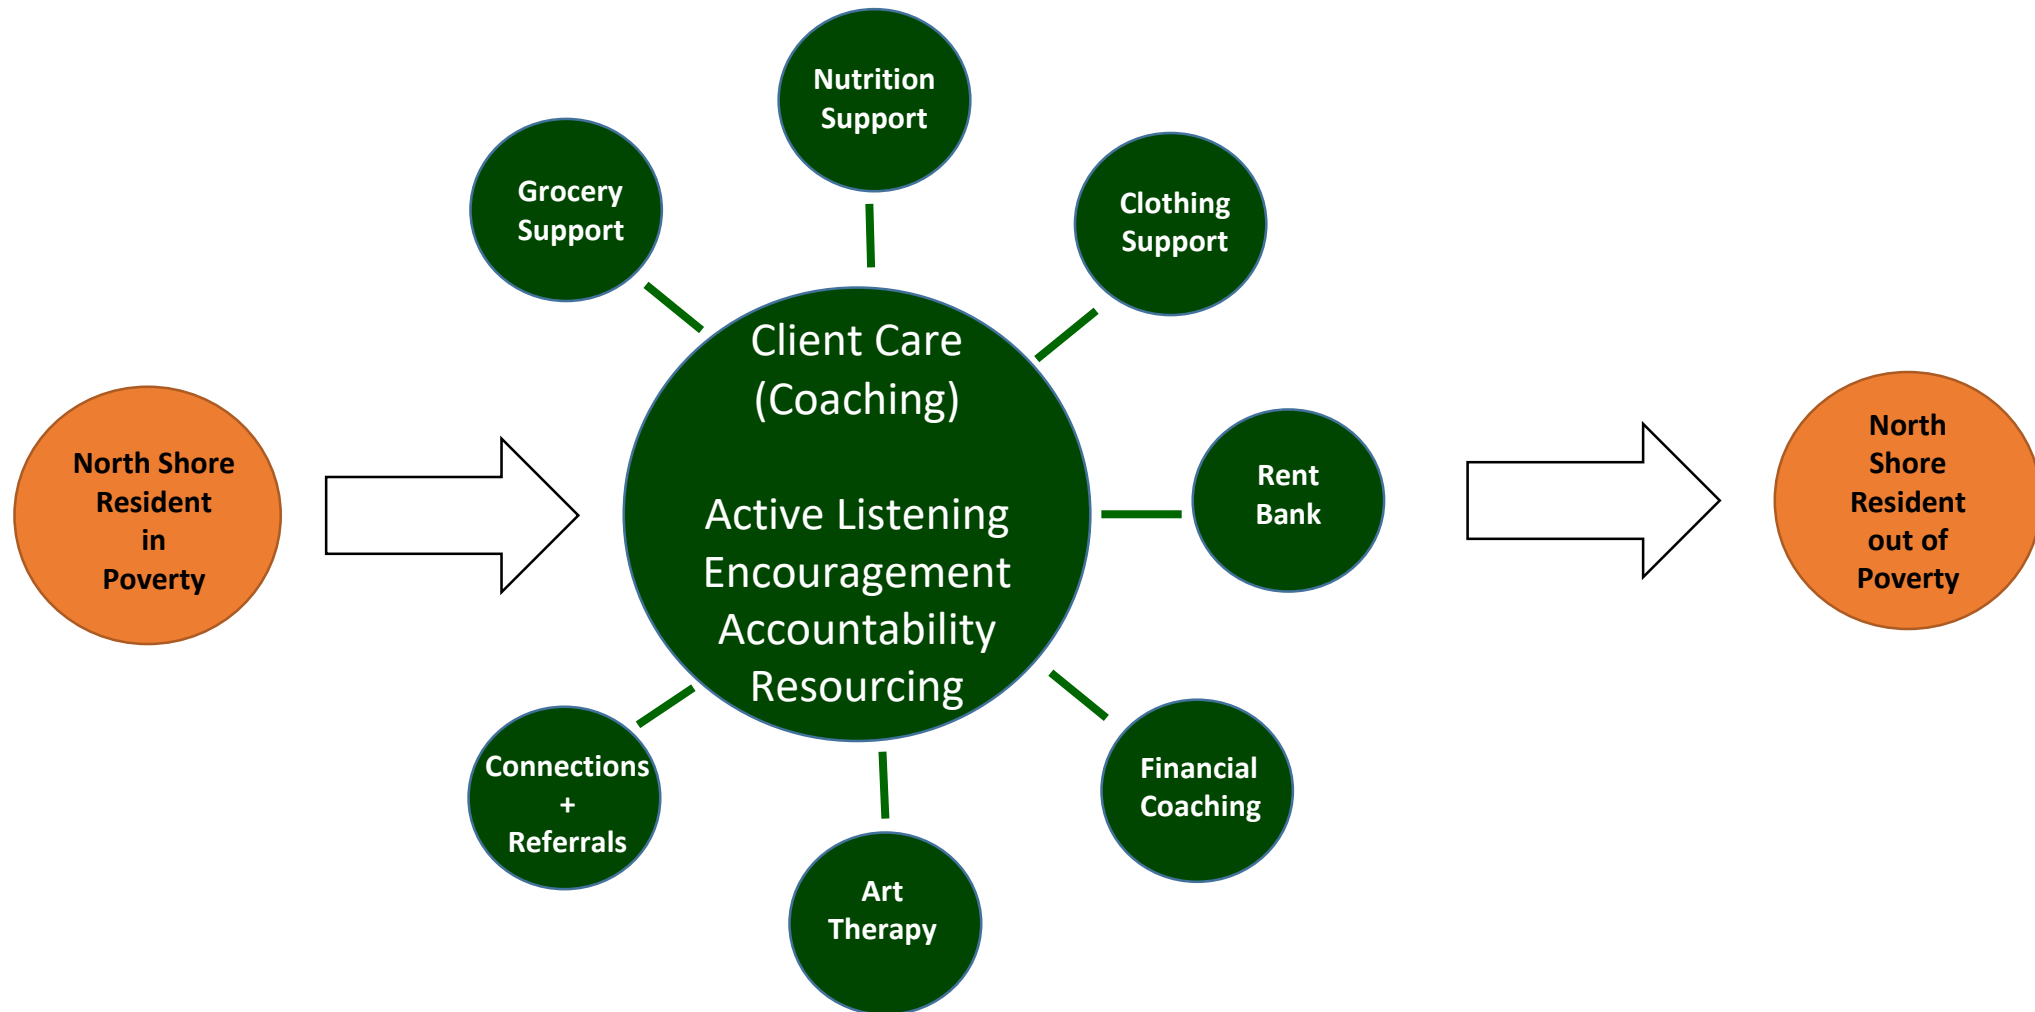 North Shore
Resident
in
Poverty
Grocery
Support
Nutrition
Support
Clothing
Support
Client Care
(Coaching)
Active Listening
Encouragement
Accountability
Resourcing
Rent
Bank
Financial
Coaching
Art
Therapy
Connections
+
Referrals
North
Shore
Resident
out of
Poverty